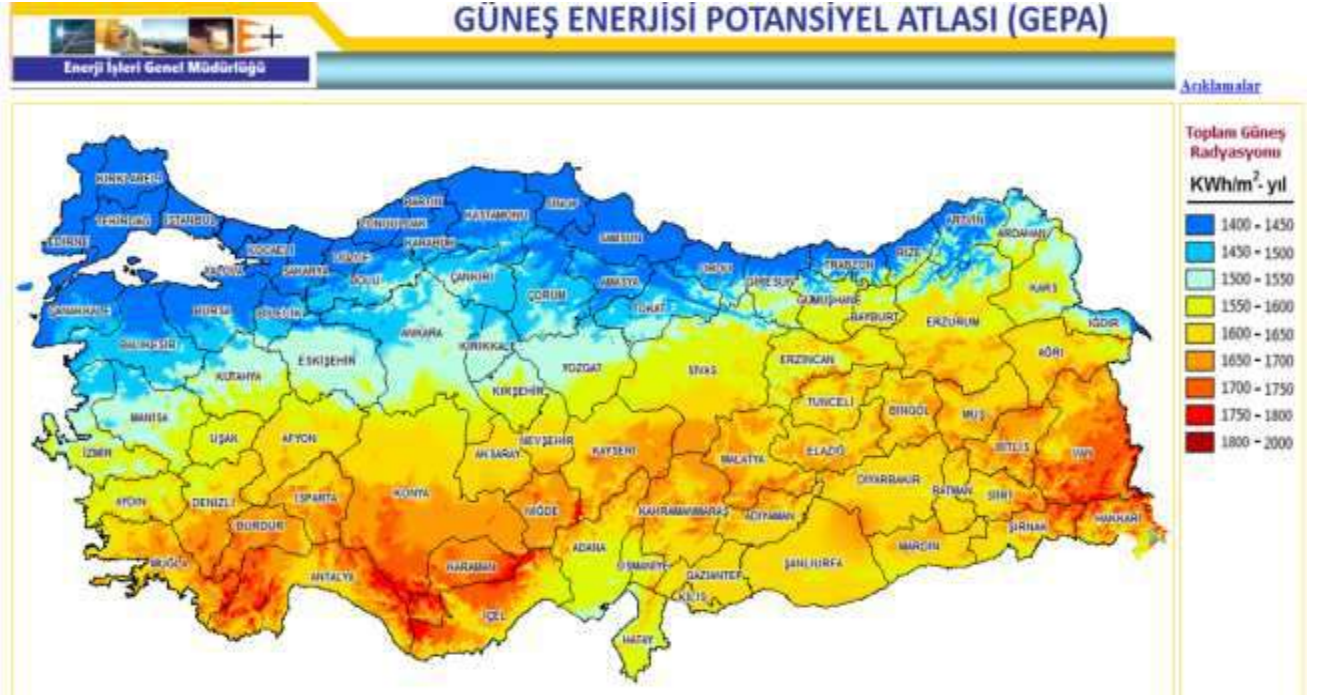 GÜNEŞ ENERJİSİ POTANSİYEL ATLASI (GEPA)
E+
Enerji İşleri Genel Müdürlüğü
Açıklamalar
Toplam Güneş
Radyasyonu
KWh/m²- yıl
1400 - 1450
1450 - 1500
1500 - 1550
1550 - 1600
1600 - 1650
1650 - 1700
1700 - 1750
1750 - 1800
1800 - 2000
KIRKLARELİ
TEKİRDAĞ
İSTANBUL
EDİRNE
KOCAELİ
YALOVA
SAKARYA
DÜZCE
ZONGULDAK
BARTIN
KARABÜK
KASTAMONU
SİNOP
SAMSUN
BOLU
ÇANKIRI
ÇORUM
AMASYA
TOKAT
ORDU
GİRESUN
TRABZON
RİZE
ARTVİN
ARDAHAN
KARS
IĞDIR
GÜMÜŞHANE
BAYBURT
ERZURUM
AĞRI
ÇANAKKALE
BURSA
BİLECİK
BALIKESİR
KÜTAHYA
ESKİŞEHİR
ANKARA
KIRIKKALE
KIRŞEHİR
YOZGAT
SİVAS
ERZİNCAN
TUNCELİ
BİNGÖL
MUŞ
BİTLİS
VAN
MANİSA
İZMİR
UŞAK
AFYON
AKSARAY
NEVŞEHİR
KAYSERİ
MALATYA
ELAZIĞ
DİYARBAKIR
BATMAN
SİİRT
ŞIRNAK
HAKKARİ
AYDIN
DENİZLİ
ISPARTA
BURDUR
KONYA
NİĞDE
KAHRAMANMARAŞ
ADIYAMAN
MARDİN
MUĞLA
ANTALYA
KARAMAN
İÇEL
ADANA
OSMANİYE
GAZİANTEP
KİLİS
ŞANLIURFA
HATAY